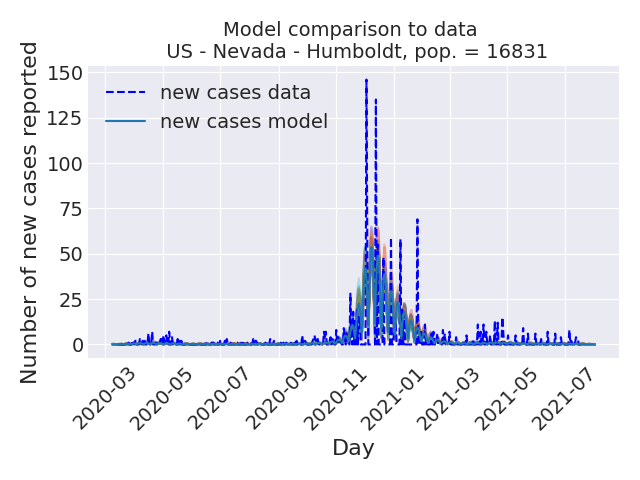 Model comparison to data
US - Nevada - Humboldt, pop. = 16831
Number of new cases reported
150
125
100
75
50
25
0
new cases data
new cases model
2020-03
2020-05
2020-07
2020-09
2020-11
2021-01
2021-03
2021-05
2021-07
Day